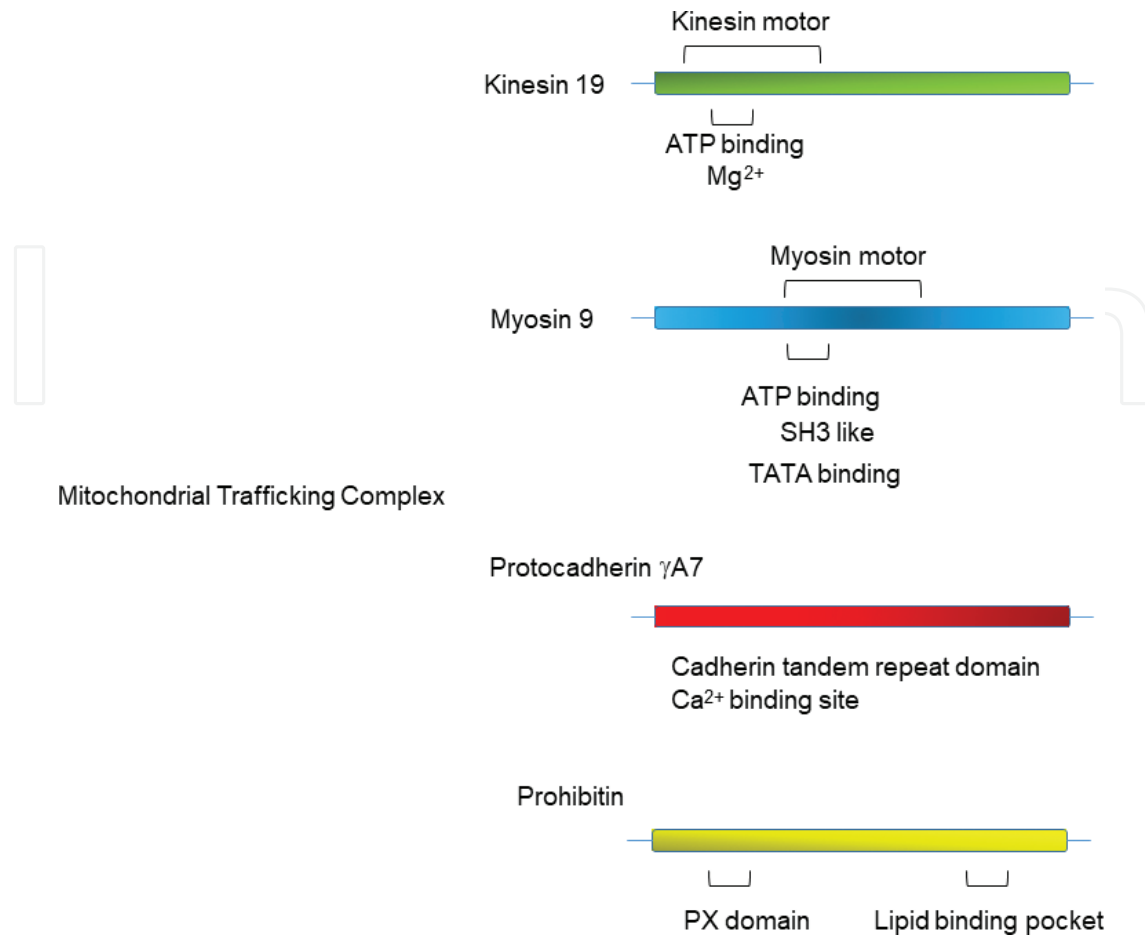 Kinesin motor
Kinesin 19
ATP binding
Mg²⁺
Myosin motor
Myosin 9
ATP binding
SH3 like
TATA binding
Mitochondrial Trafficking Complex
Protocadherin γA7
Cadherin tandem repeat domain
Ca²⁺ binding site
Prohibitin
PX domain
Lipid binding pocket